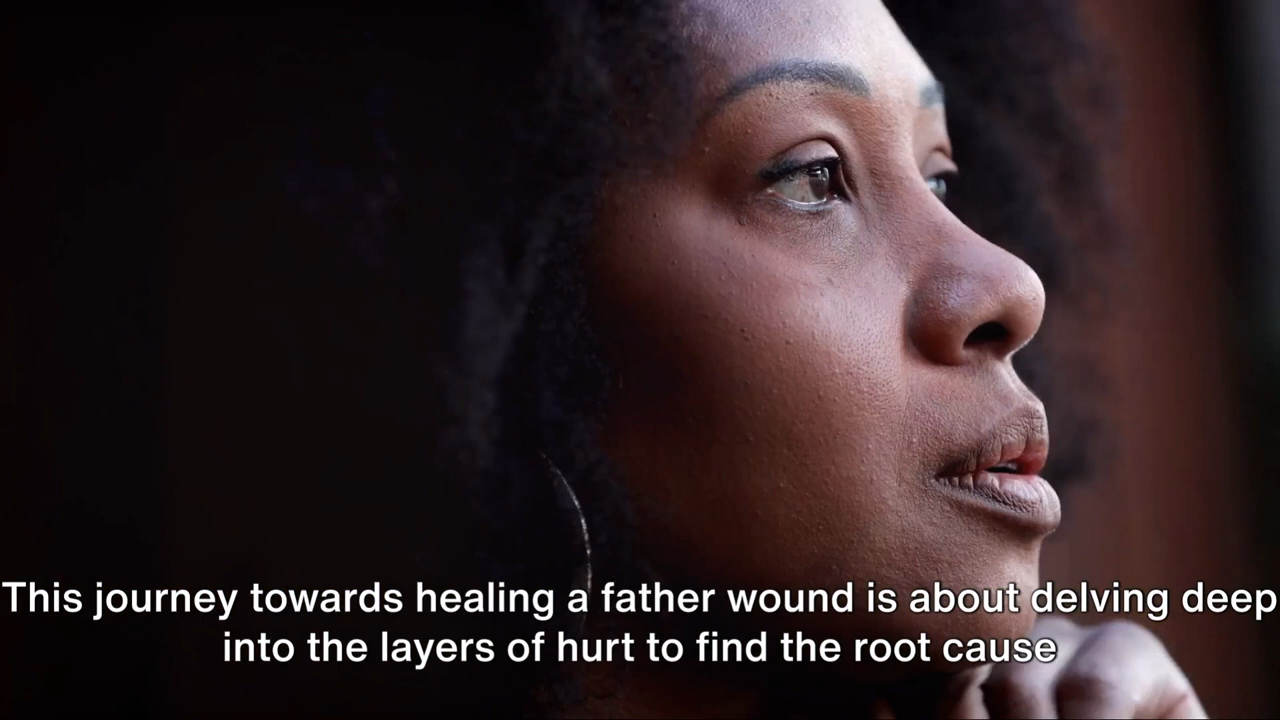 This journey towards healing a father wound is about delving deep
into the layers of hurt to find the root cause